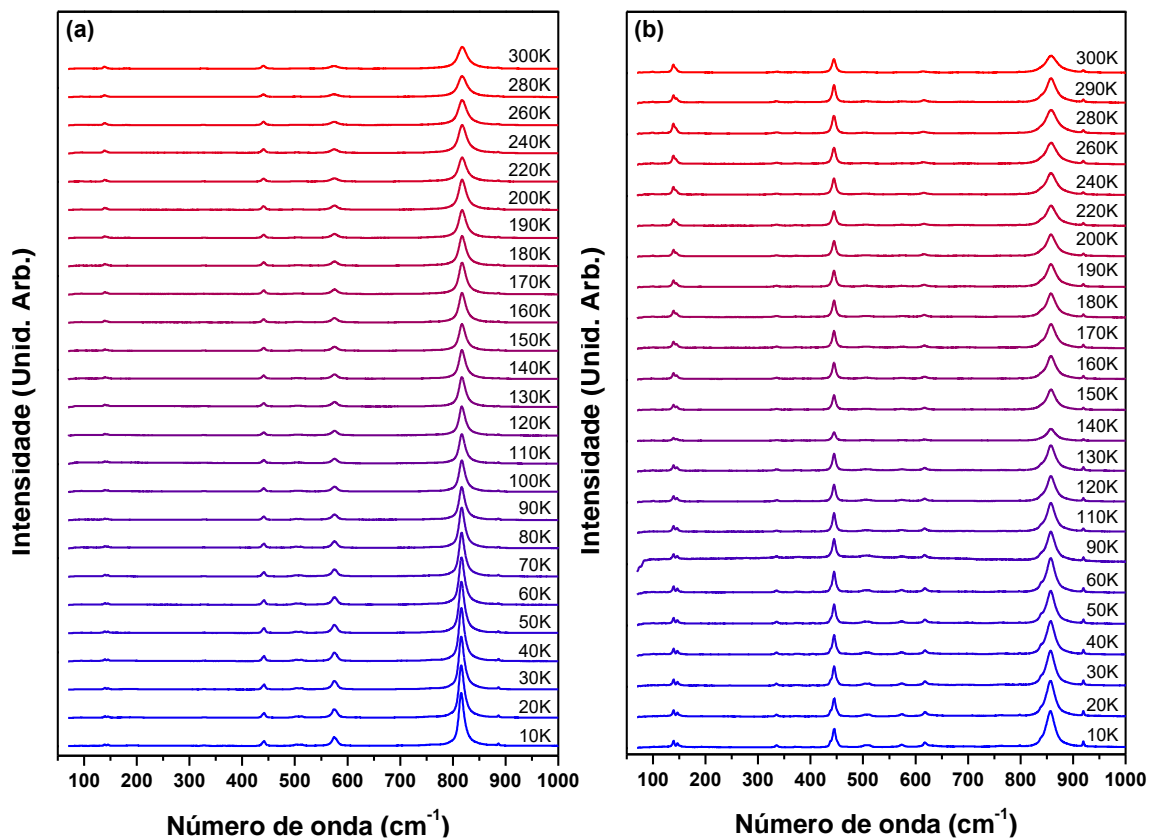 (a)
300K
280K
260K
240K
220K
200K
190K
180K
170K
160K
150K
140K
130K
120K
110K
100K
90K
80K
70K
60K
50K
40K
30K
20K
10K
100 200 300 400 500 600 700 800 900 1000
Número de onda (cm-1)
Intensidade (Unid. Arb.)
(b)
300K
290K
280K
260K
240K
220K
200K
190K
180K
170K
160K
150K
140K
130K
120K
110K
90K
60K
50K
40K
30K
20K
10K
100 200 300 400 500 600 700 800 900 1000
Número de onda (cm-1)
Intensidade (Unid. Arb.)